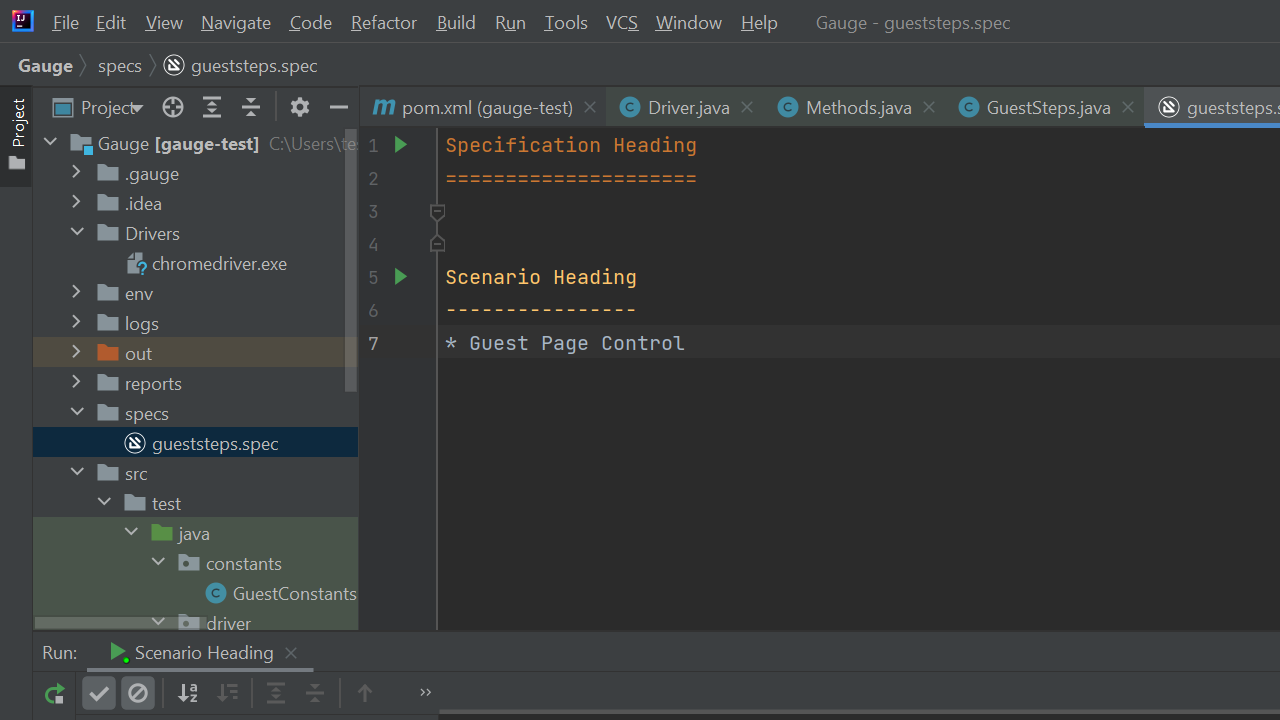 File Edit View Navigate Code Refactor Build Run Tools VCS Window Help Gauge - gueststeps.spec
Gauge specs gueststeps.spec
Project
Project
pom.xml (gauge-test) Driver.java Methods.java GuestSteps.java gueststeps.s
Gauge [gauge-test] C:\Users\te
.gauge
.idea
Drivers
chromedriver.exe
env
logs
out
reports
specs
gueststeps.spec
src
test
java
constants
GuestConstants
driver
1 Specification Heading
2 =====================
3
4
5 Scenario Heading
6 ----------------
7 * Guest Page Control
Run: Scenario Heading